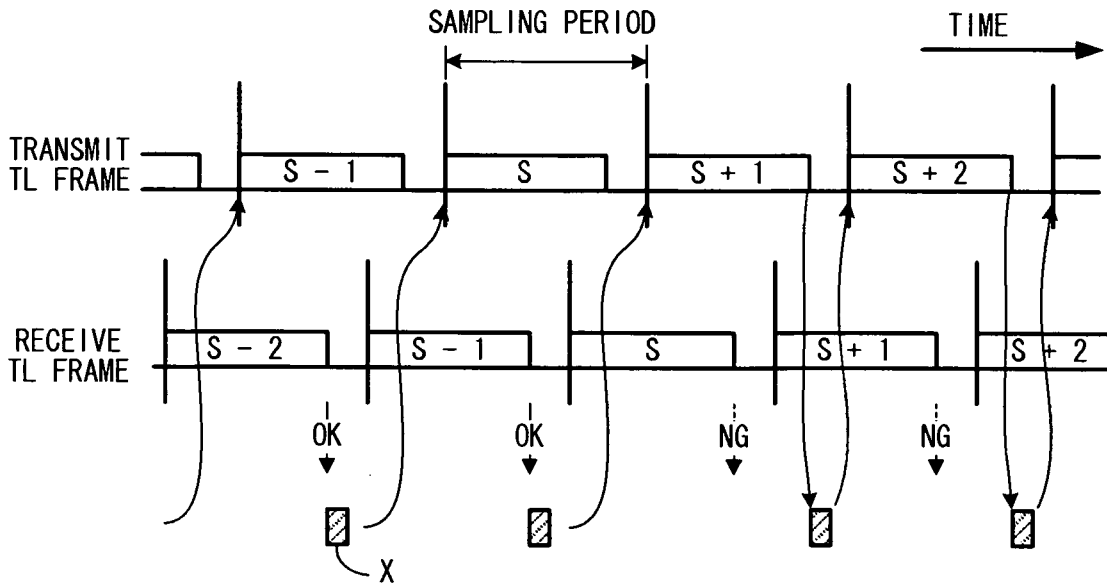 SAMPLING PERIOD
TIME
TRANSMIT
TL FRAME
S - 1
S
S + 1
S + 2
RECEIVE
TL FRAME
S - 2
S - 1
S
S + 1
S + 2
OK
OK
NG
NG
X